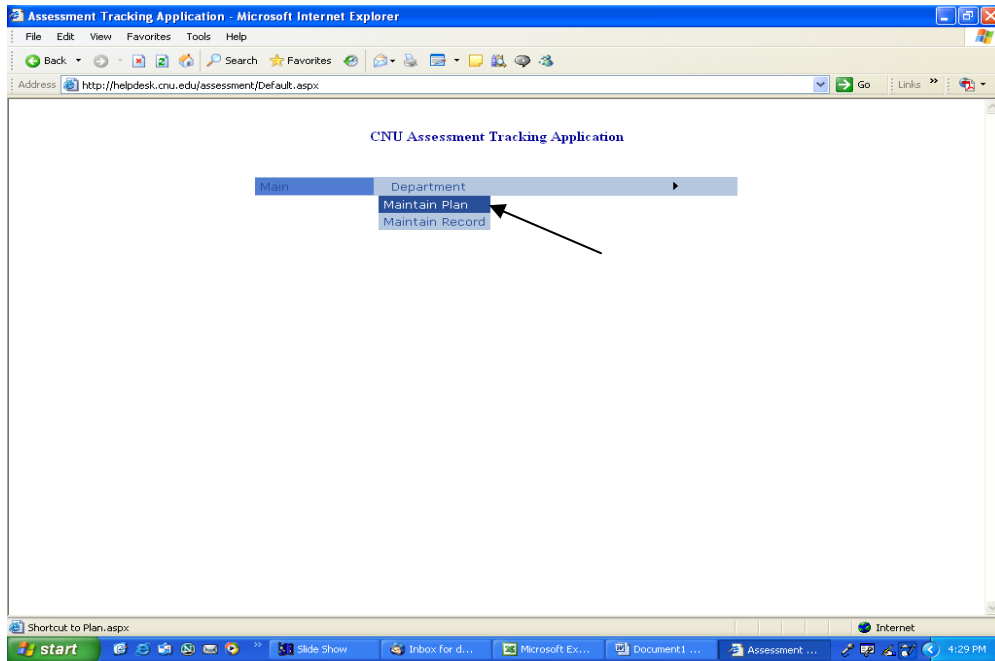 Assessment Tracking Application - Microsoft Internet Explorer
File Edit View Favorites Tools Help
Back Search Favorites
Address http://helpdesk.cnu.edu/assessment/Default.aspx Go Links »
CNU Assessment Tracking Application
Main Department
Maintain Plan
Maintain Record
Shortcut to Plan.aspx Internet
start » Slide Show Inbox for d... Microsoft Ex... Document1 ... Assessment ... 4:29 PM